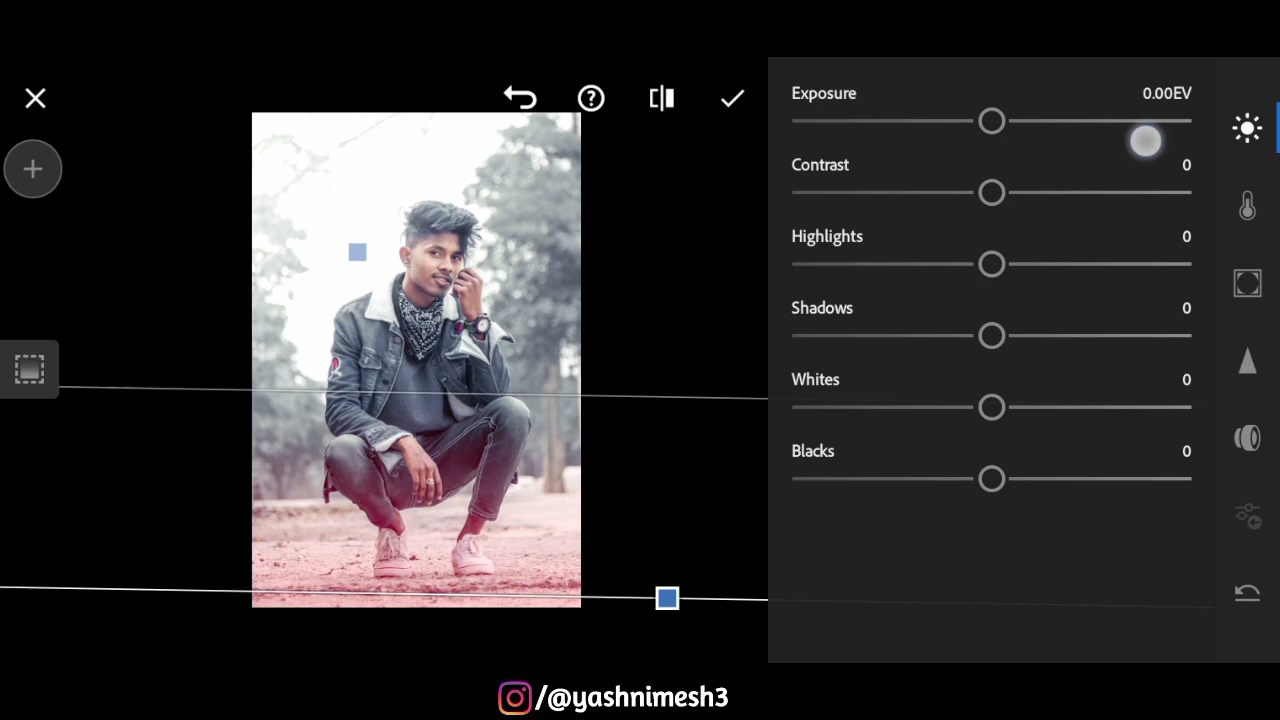 Exposure 0.00EV
Contrast 0
Highlights 0
Shadows 0
Whites 0
Blacks 0
/@yashnimesh3